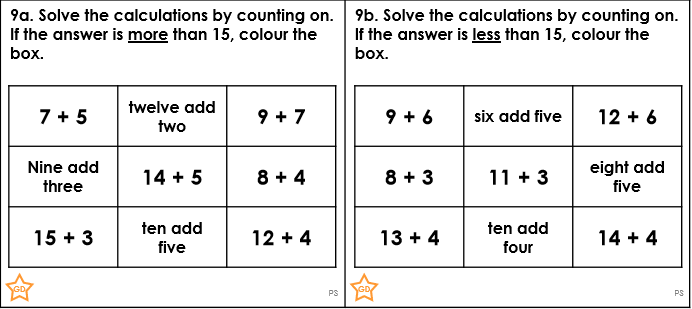 9a. Solve the calculations by counting on.
If the answer is more than 15, colour the
box.
7 + 5
twelve add
two
9 + 7
Nine add
three
14 + 5
8 + 4
15 + 3
ten add
five
12 + 4
GD
PS
9b. Solve the calculations by counting on.
If the answer is less than 15, colour the
box.
9 + 6
six add five
12 + 6
8 + 3
11 + 3
eight add
five
13 + 4
ten add
four
14 + 4
GD
PS